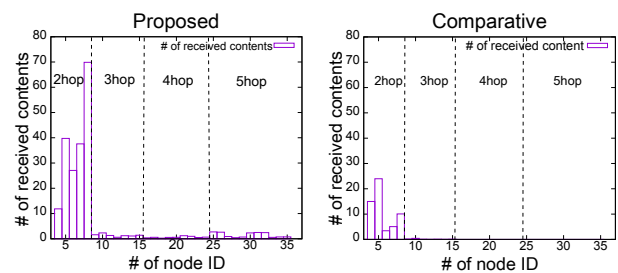 Proposed
# of received contents
80
70
60
50
40
30
20
10
0
# of received contents
2hop 3hop 4hop 5hop
5 10 15 20 25 30 35
# of node ID
Comparative
# of received contents
80
70
60
50
40
30
20
10
0
# of received content
2hop 3hop 4hop 5hop
5 10 15 20 25 30 35
# of node ID